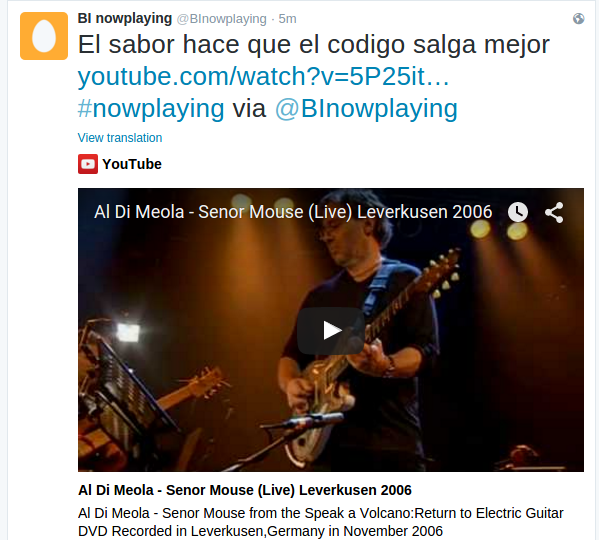 BI nowplaying @BInowplaying · 5m
El sabor hace que el codigo salga mejor
youtube.com/watch?v=5P25it…
#nowplaying via @BInowplaying
View translation
YouTube
Al Di Meola - Senor Mouse (Live) Leverkusen 2006
Al Di Meola - Senor Mouse (Live) Leverkusen 2006
Al Di Meola - Senor Mouse from the Speak a Volcano:Return to Electric Guitar
DVD Recorded in Leverkusen,Germany in November 2006